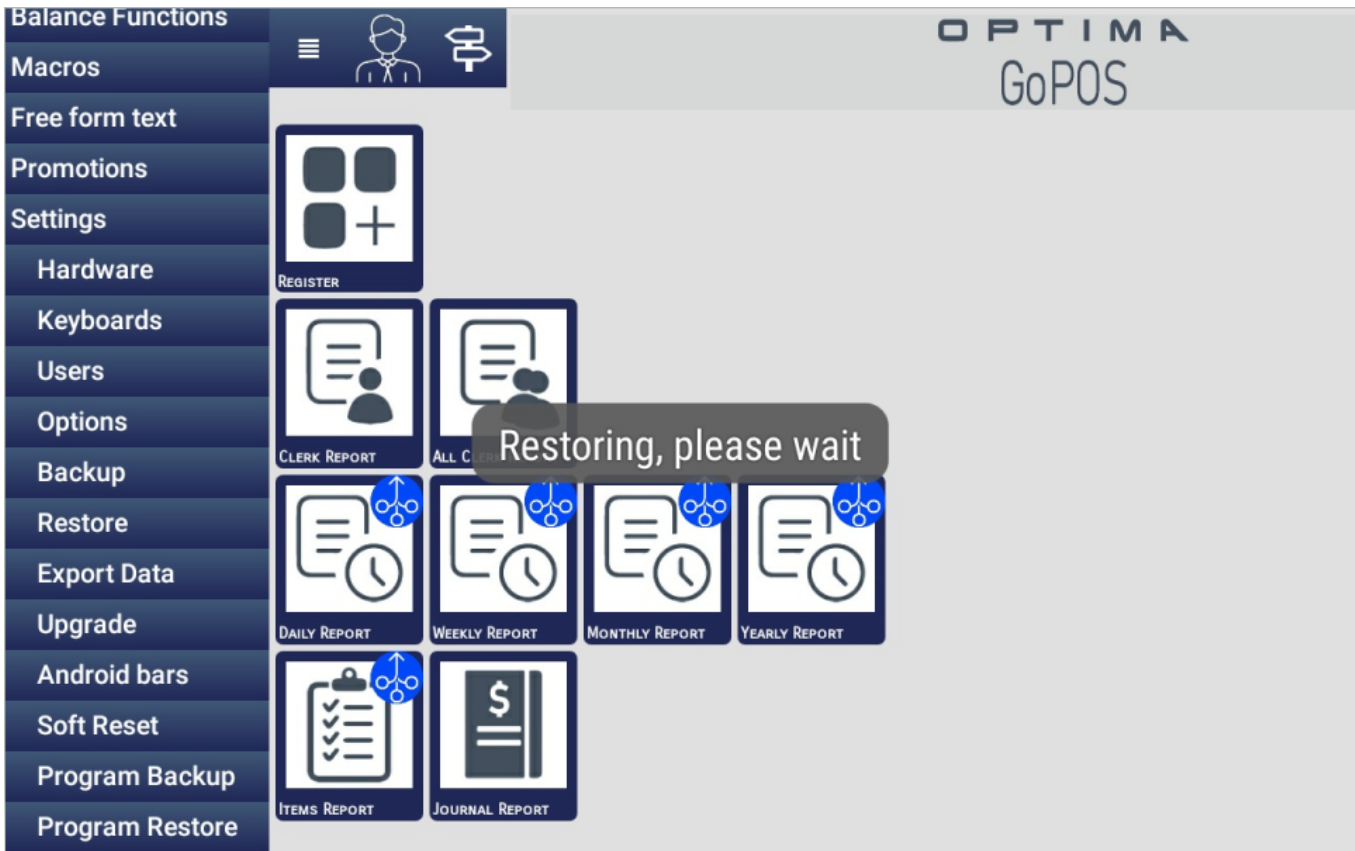 Balance Functions
Macros
Free form text
Promotions
Settings
Hardware
Keyboards
Users
Options
Backup
Restore
Export Data
Upgrade
Android bars
Soft Reset
Program Backup
Program Restore
OPTIMA
GoPOS
REGISTER
CLERK REPORT
ALL C
Restoring, please wait
DAILY REPORT
WEEKLY REPORT
MONTHLY REPORT
YEARLY REPORT
ITEMS REPORT
JOURNAL REPORT
$